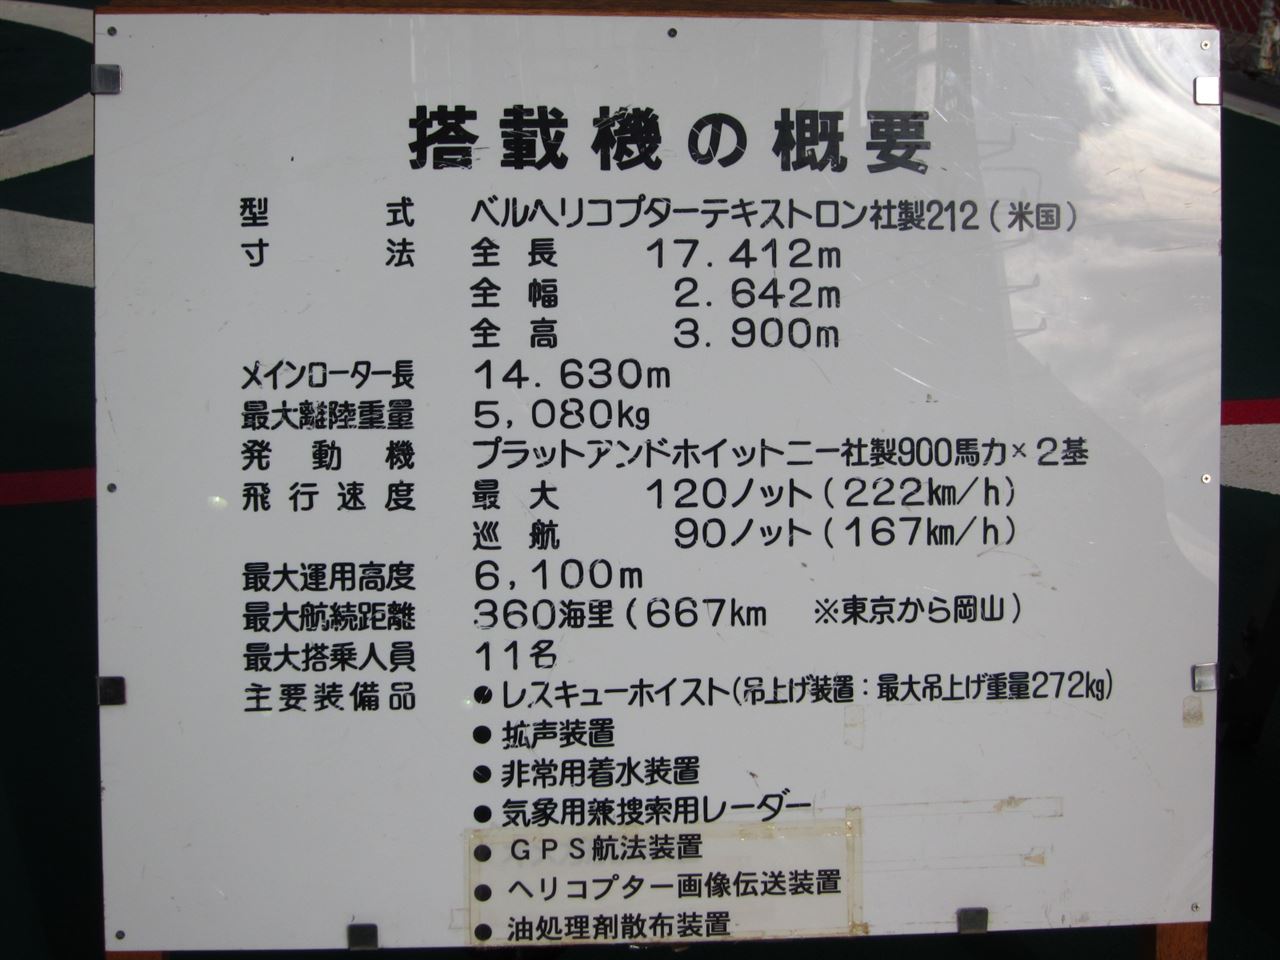 搭載機の概要
型式 ベルヘリコプターテキストロン社製212(米国)
寸法 全長 17.412m
全幅 2.642m
全高 3.900m
メインローター長 14.630m
最大離陸重量 5,080kg
発動機 プラットアンドホイットニー社製900馬力×2基
飛行速度 最大 120ノット(222km/h)
巡航 90ノット(167km/h)
最大運用高度 6,100m
最大航続距離 360海里(667km ※東京から岡山)
最大搭乗人員 11名
主要装備品 ●レスキューホイスト(吊上げ装置:最大吊上げ重量272kg)
●拡声装置
●非常用着水装置
●気象用兼捜索用レーダー
●GPS航法装置
●ヘリコプター画像伝送装置
●油処理剤散布装置